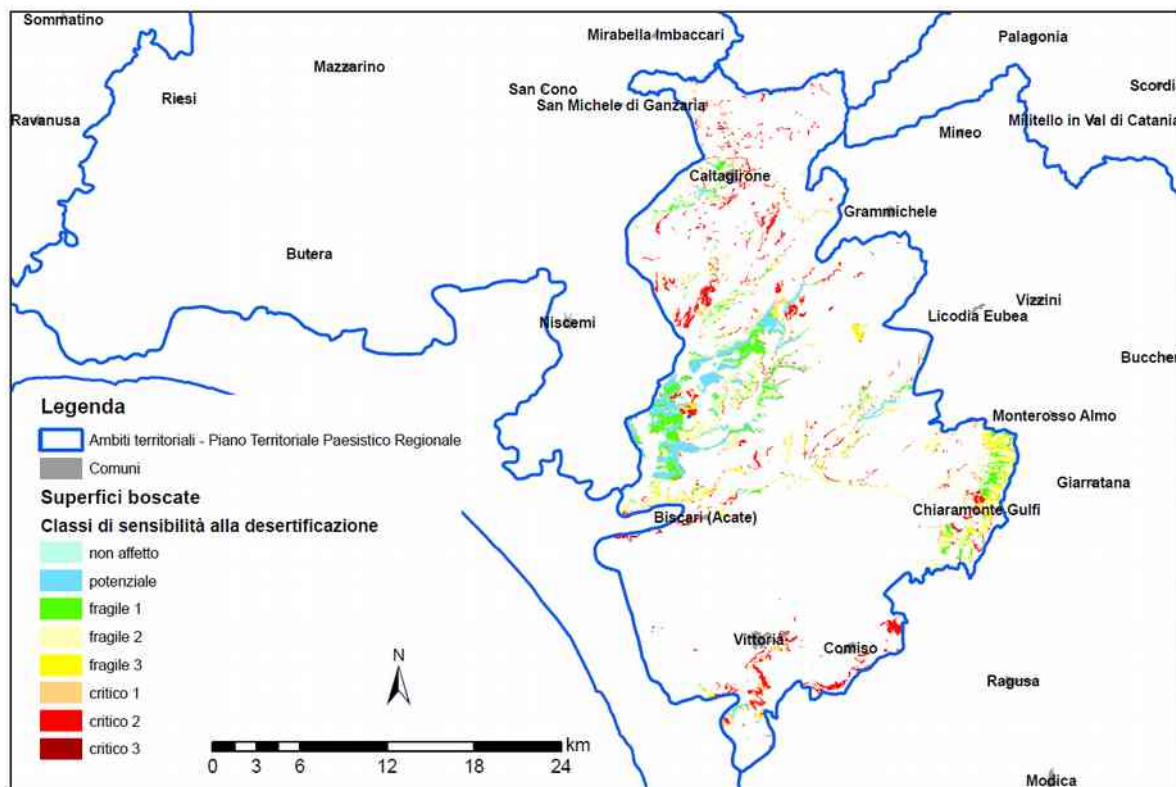 Sommatino
Mirabella Imbaccari
Palagonia
Mazzarino
San Cono
Scordi
Riesi
San Michele di Ganzaria
Ravanusa
Militello in Val di Catania
Mineo
Caltagirone
Grammichele
Butera
Vizzini
Licodia Eubea
Niscemi
Buccher
Legenda
Ambiti territoriali - Piano Territoriale Paesistico Regionale
Comuni
Superfici boscate
Classi di sensibilità alla desertificazione
non affetto
potenziale
fragile 1
fragile 2
fragile 3
critico 1
critico 2
critico 3
Monterosso Almo
Giarratana
Chiaramonte Gulfi
Biscari (Acate)
Vittoria
Comiso
Ragusa
Modica
N
km
0 3 6 12 18 24